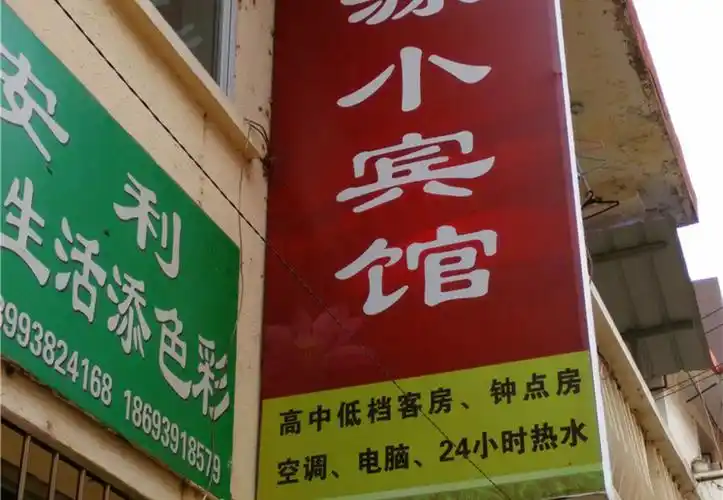 安 利
生活添色彩
8993824168 18693918579
小宾馆
高中低档客房、钟点房
空调、电脑、24小时热水